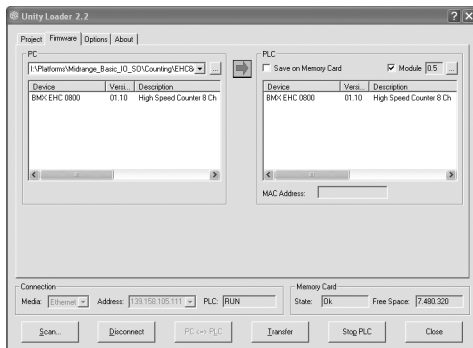 Unity Loader 2.2
Project Firmware Options About
PC
I:\Platforms\Midrange_Basic_IO_SD\Counting\EHC8
...
Device Versi... Description
BMX EHC 0800 01.10 High Speed Counter 8 Ch
PLC
Save on Memory Card Module 0.5 ...
Device Versi... Description
BMX EHC 0800 01.10 High Speed Counter 8 Ch
MAC Address:
Connection
Media: Ethernet Address: 139.158.105.111 PLC: RUN
Memory Card
State: Ok Free Space: 7.480.320
Scan... Disconnect PC <-> PLC Transfer Stop PLC Close